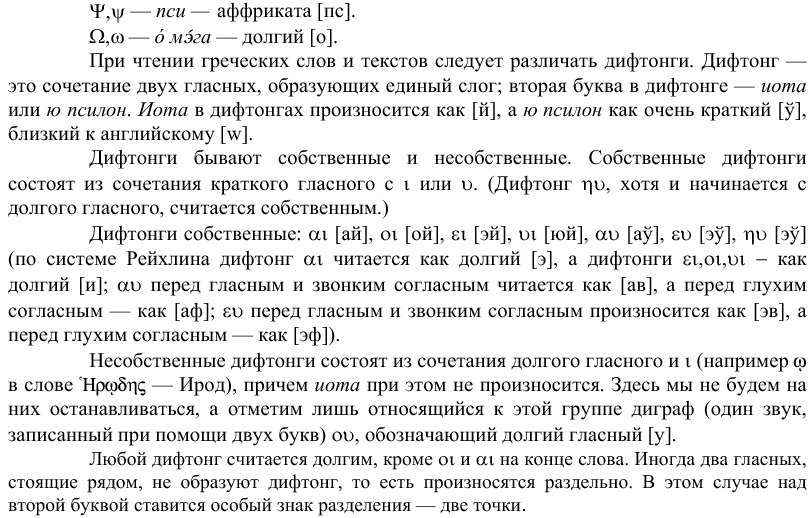 Ψ,ψ — пси — аффриката [пс].
Ω,ω — о́ мэ́га — долгий [о].
При чтении греческих слов и текстов следует различать дифтонги. Дифтонг —
это сочетание двух гласных, образующих единый слог; вторая буква в дифтонге — иота
или ю псилон. Иота в дифтонгах произносится как [й], а ю псилон как очень краткий [ў],
близкий к английскому [w].
Дифтонги бывают собственные и несобственные. Собственные дифтонги
состоят из сочетания краткого гласного с ι или υ. (Дифтонг ηυ, хотя и начинается с
долгого гласного, считается собственным.)
Дифтонги собственные: αι [ай], οι [ой], ει [эй], υι [юй], αυ [аў], ευ [эў], ηυ [эў]
(по системе Рейхлина дифтонг αι читается как долгий [э], а дифтонги ει,οι,υι – как
долгий [и]; αυ перед гласным и звонким согласным читается как [ав], а перед глухим
согласным — как [аф]; ευ перед гласным и звонким согласным произносится как [эв], а
перед глухим согласным — как [эф]).
Несобственные дифтонги состоят из сочетания долгого гласного и ι (например ῳ
в слове Ἡρῳδης — Ирод), причем иота при этом не произносится. Здесь мы не будем на
них останавливаться, а отметим лишь относящийся к этой группе диграф (один звук,
записанный при помощи двух букв) ου, обозначающий долгий гласный [у].
Любой дифтонг считается долгим, кроме οι и αι на конце слова. Иногда два гласных,
стоящие рядом, не образуют дифтонг, то есть произносятся раздельно. В этом случае над
второй буквой ставится особый знак разделения — две точки.